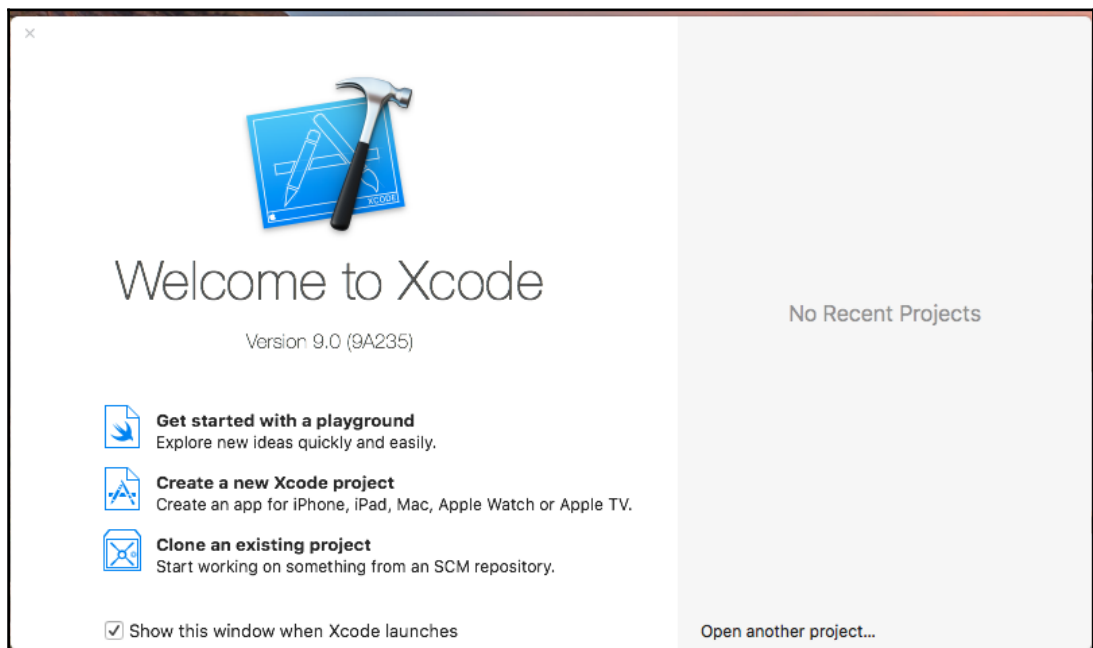 XCODE
Welcome to Xcode
Version 9.0 (9A235)
No Recent Projects
Get started with a playground
Explore new ideas quickly and easily.
Create a new Xcode project
Create an app for iPhone, iPad, Mac, Apple Watch or Apple TV.
Clone an existing project
Start working on something from an SCM repository.
Show this window when Xcode launches
Open another project...